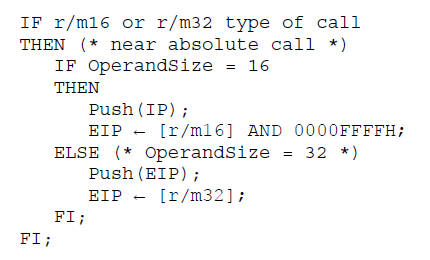 IF r/m16 or r/m32 type of call
THEN (* near absolute call *)
IF OperandSize = 16
THEN
Push(IP);
EIP ← [r/m16] AND 0000FFFFH;
ELSE (* OperandSize = 32 *)
Push(EIP);
EIP ← [r/m32];
FI;
FI;